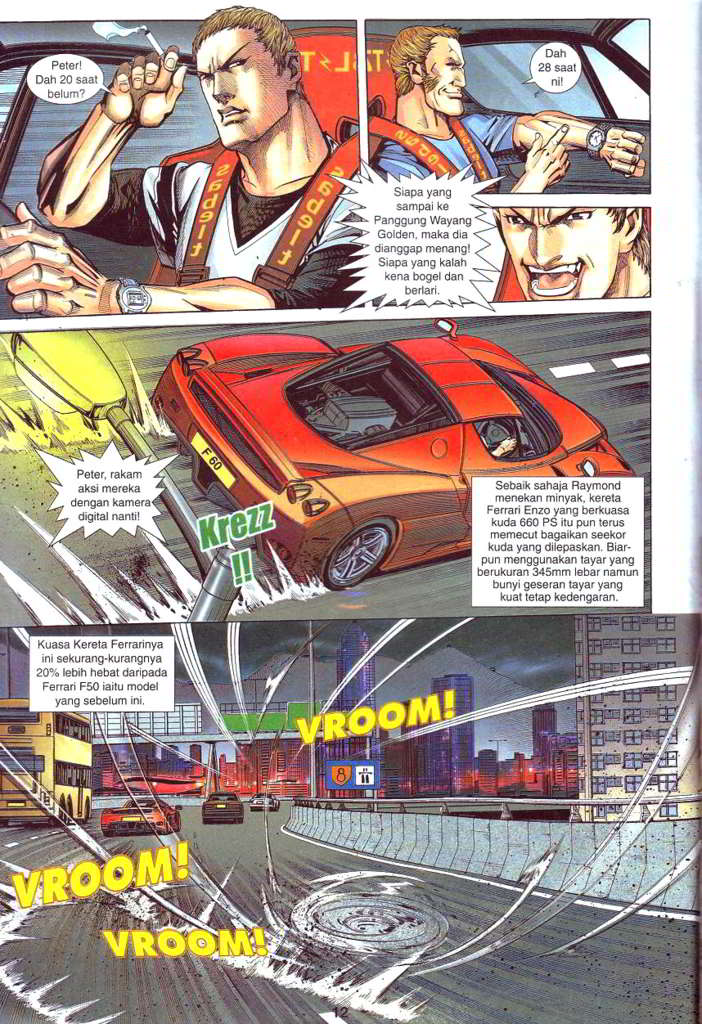 Peter!
Dah 20 saat
belum?
Dah
28 saat
ni!
sabelt
sabelt
Siapa yang
sampai ke
Panggung Wayang
Golden, maka dia
dianggap menang!
Siapa yang kalah
kena bogel dan
berlari.
Peter, rakam
aksi mereka
dengan kamera
digital nanti!
F 60
Krezz
!!
Sebaik sahaja Raymond
menekan minyak, kereta
Ferrari Enzo yang berkuasa
kuda 660 PS itu pun terus
memecut bagaikan seekor
kuda yang dilepaskan. Biar-
pun menggunakan tayar yang
berukuran 345mm lebar namun
bunyi geseran tayar yang
kuat tetap kedengaran.
Kuasa Kereta Ferrarinya
ini sekurang-kurangnya
20% lebih hebat daripada
Ferrari F50 iaitu model
yang sebelum ini.
VROOM!
8
VROOM!
VROOM!
12